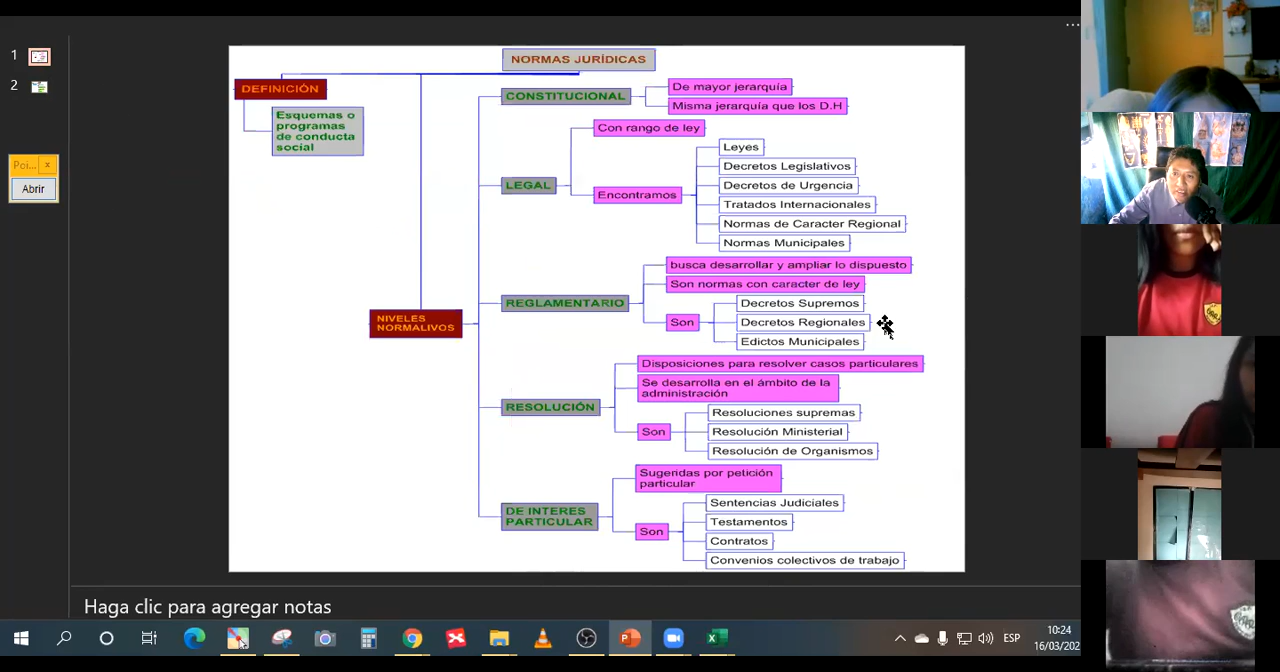 1
2
Poi...
x
Abrir
NORMAS JURÍDICAS
DEFINICIÓN
Esquemas o
programas
de conducta
social
NIVELES
NORMALIVOS
CONSTITUCIONAL
De mayor jerarquía
Misma jerarquía que los D.H
LEGAL
Con rango de ley
Encontramos
Leyes
Decretos Legislativos
Decretos de Urgencia
Tratados Internacionales
Normas de Caracter Regional
Normas Municipales
REGLAMENTARIO
busca desarrollar y ampliar lo dispuesto
Son normas con caracter de ley
Son
Decretos Supremos
Decretos Regionales
Edictos Municipales
RESOLUCIÓN
Disposiciones para resolver casos particulares
Se desarrolla en el ámbito de la
administración
Son
Resoluciones supremas
Resolución Ministerial
Resolución de Organismos
DE INTERES
PARTICULAR
Sugeridas por petición
particular
Son
Sentencias Judiciales
Testamentos
Contratos
Convenios colectivos de trabajo
Haga clic para agregar notas
ESP
10:24
16/03/202